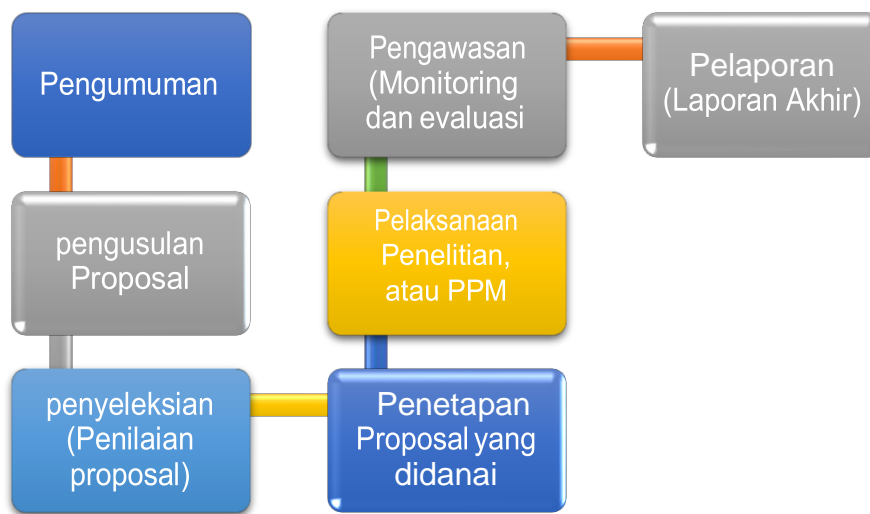 Pengumuman
pengusulan
Proposal
penyeleksian
(Penilaian
proposal)
Penetapan
Proposal yang
didanai
Pelaksanaan
Penelitian,
atau PPM
Pengawasan
(Monitoring
dan evaluasi
Pelaporan
(Laporan Akhir)